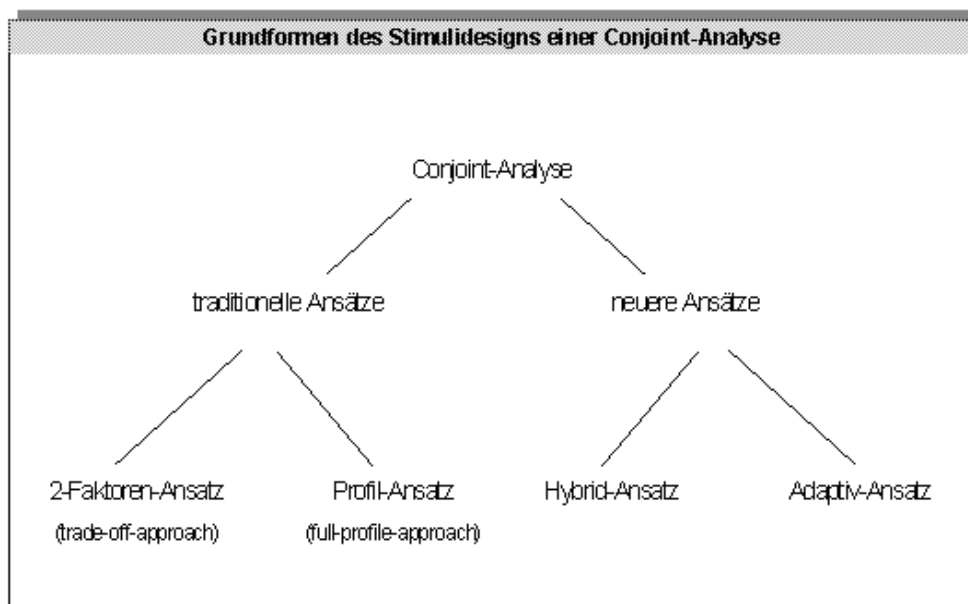 Grundformen des Stimulidesigns einer Conjoint-Analyse
Conjoint-Analyse
traditionelle Ansätze
neuere Ansätze
2-Faktoren-Ansatz
(trade-off-approach)
Profil-Ansatz
(full-profile-approach)
Hybrid-Ansatz
Adaptiv-Ansatz